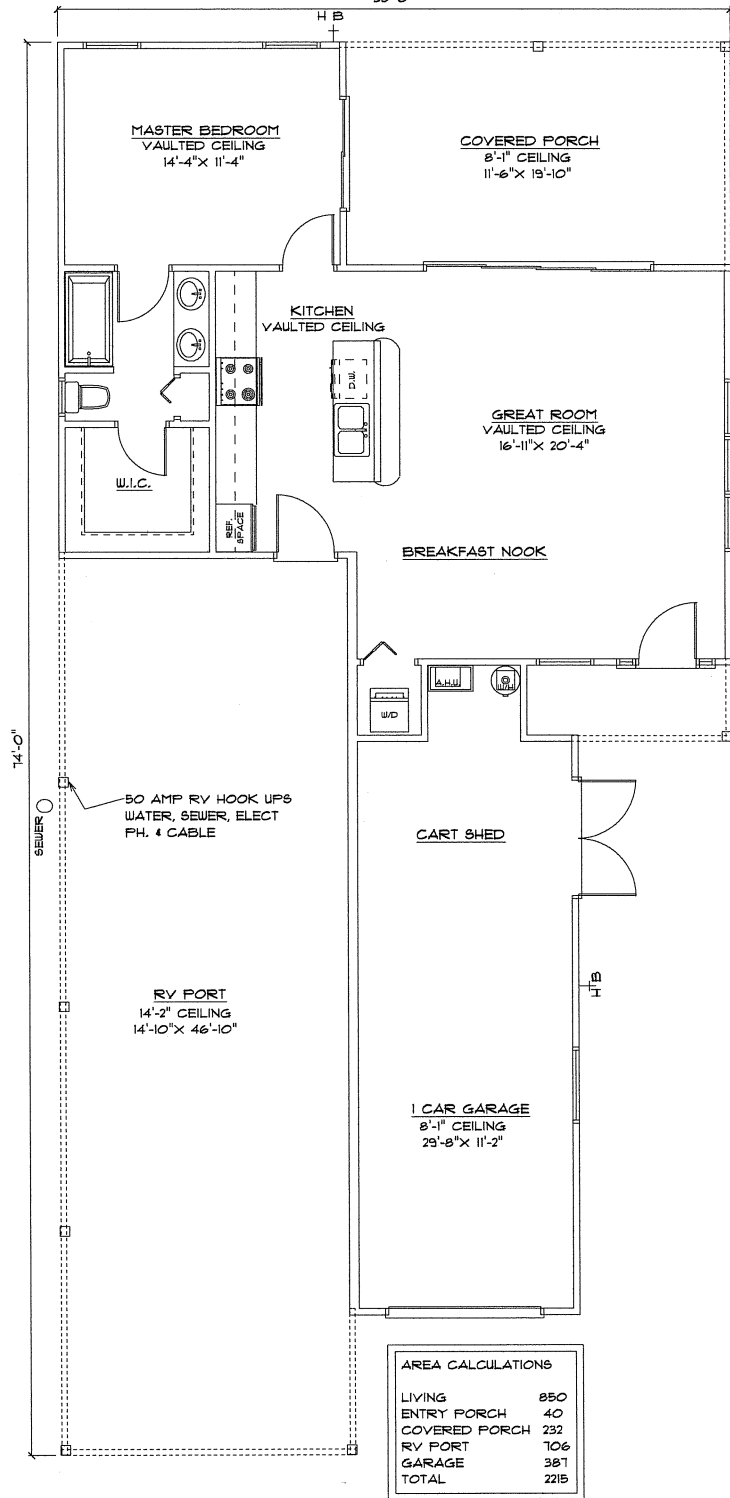 H B
MASTER BEDROOM
VAULTED CEILING
14'-4"X 11'-4"
COVERED PORCH
8'-1" CEILING
11'-6"X 19'-10"
KITCHEN
VAULTED CEILING
D.W.
GREAT ROOM
VAULTED CEILING
16'-11"X 20'-4"
W.I.C.
REF.
SPACE
BREAKFAST NOOK
A.H.U.
W/H
W/D
74'-0"
50 AMP RV HOOK UPS
WATER, SEWER, ELECT
PH. & CABLE
SEWER
CART SHED
H B
RV PORT
14'-2" CEILING
14'-10"X 46'-10"
1 CAR GARAGE
8'-1" CEILING
29'-8"X 11'-2"
AREA CALCULATIONS
LIVING 850
ENTRY PORCH 40
COVERED PORCH 232
RV PORT 706
GARAGE 387
TOTAL 2215